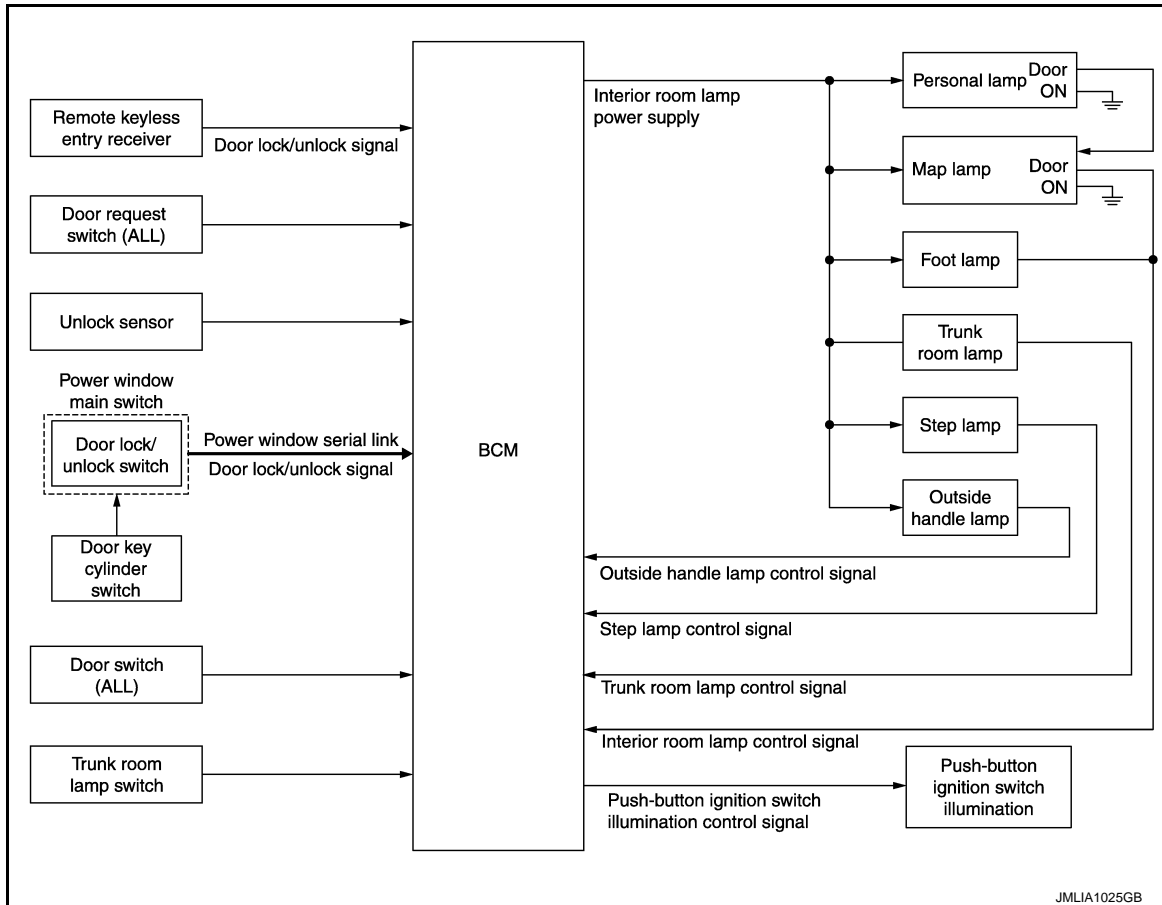 Remote keyless
entry receiver
Door lock/unlock signal
Door request
switch (ALL)
Unlock sensor
Power window
main switch
Door lock/
unlock switch
Power window serial link
Door lock/unlock signal
Door key
cylinder
switch
Door switch
(ALL)
Trunk room
lamp switch
BCM
Interior room lamp
power supply
Personal lamp
Door
ON
Map lamp
Door
ON
Foot lamp
Trunk
room lamp
Step lamp
Outside
handle lamp
Outside handle lamp control signal
Step lamp control signal
Trunk room lamp control signal
Interior room lamp control signal
Push-button ignition switch
illumination control signal
Push-button
ignition switch
illumination
JMLIA1025GB